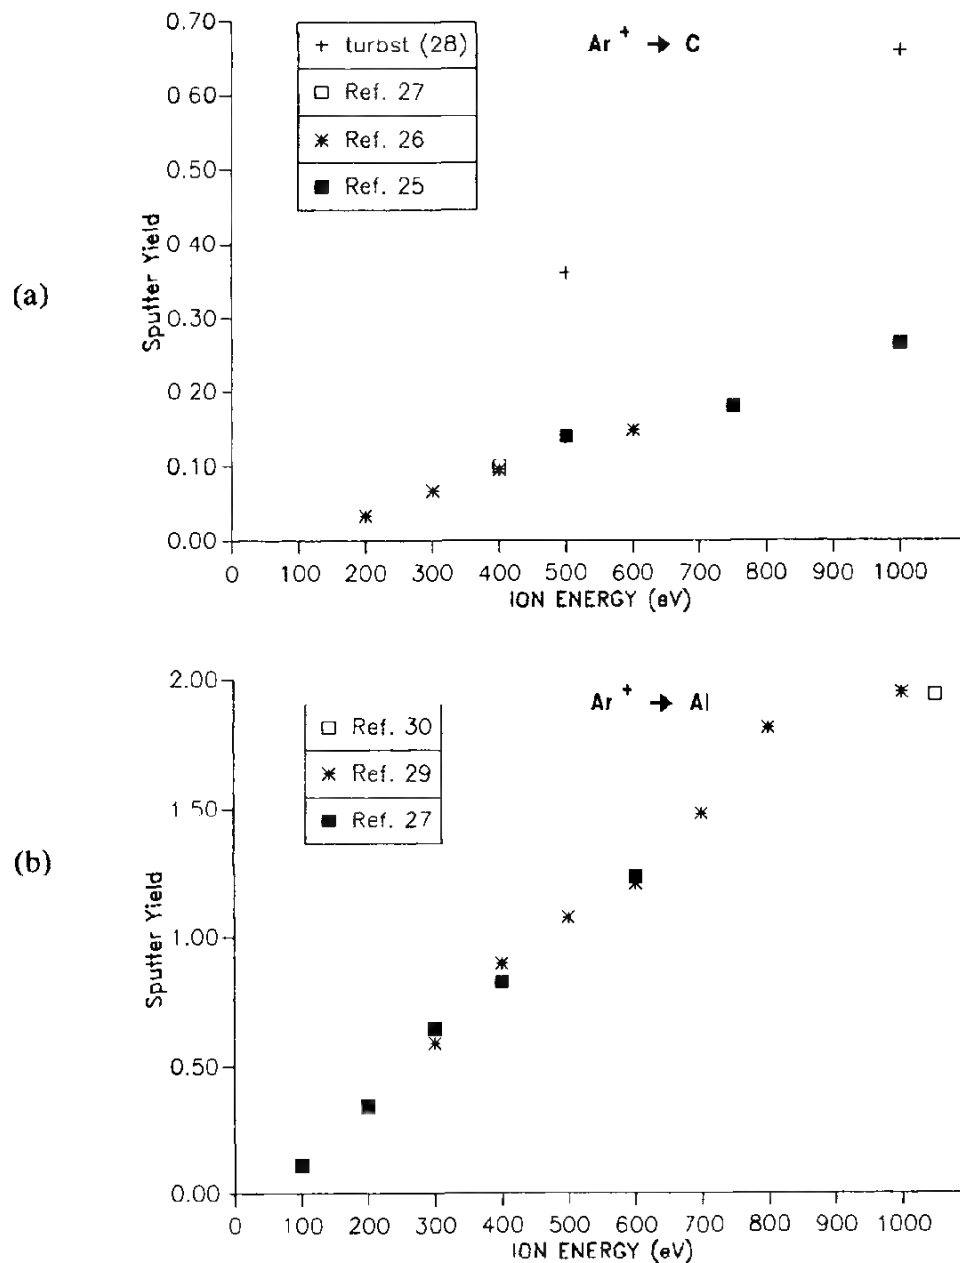 (a)
Sputter Yield
0.70
0.60
0.50
0.40
0.30
0.20
0.10
0.00
+ turbst (28)
□ Ref. 27
✳ Ref. 26
■ Ref. 25
Ar⁺ → C
0 100 200 300 400 500 600 700 800 900 1000
ION ENERGY (eV)
(b)
Sputter Yield
2.00
1.50
1.00
0.50
0.00
□ Ref. 30
✳ Ref. 29
■ Ref. 27
Ar⁺ → Al
0 100 200 300 400 500 600 700 800 900 1000
ION ENERGY (eV)